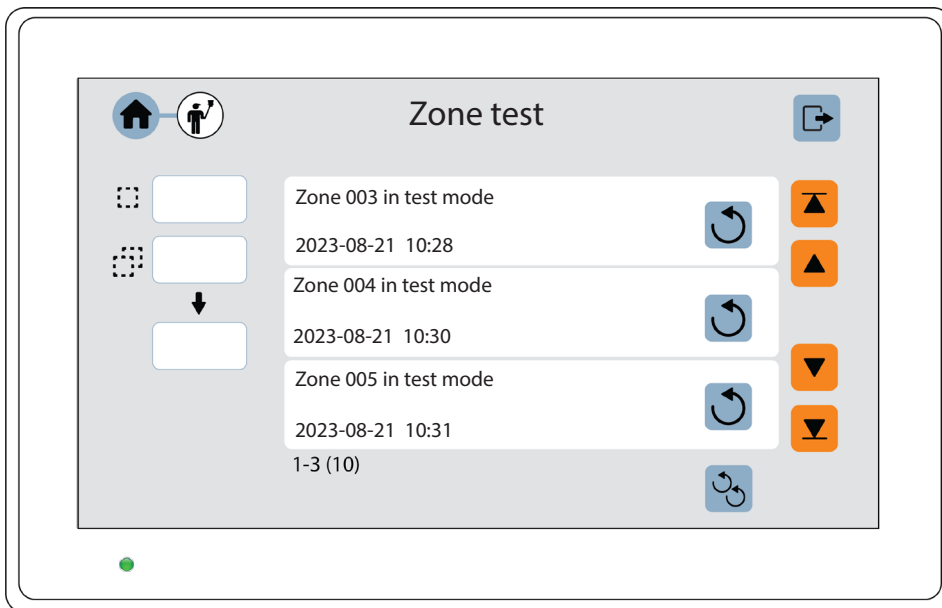 Zone test
Zone 003 in test mode
2023-08-21 10:28
Zone 004 in test mode
2023-08-21 10:30
Zone 005 in test mode
2023-08-21 10:31
1-3 (10)